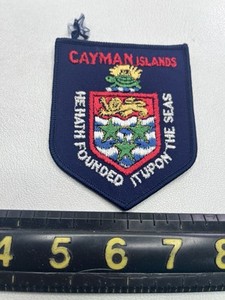 CAYMAN ISLANDS
HE HATH FOUNDED IT UPON THE SEAS
4 5 6 7 8